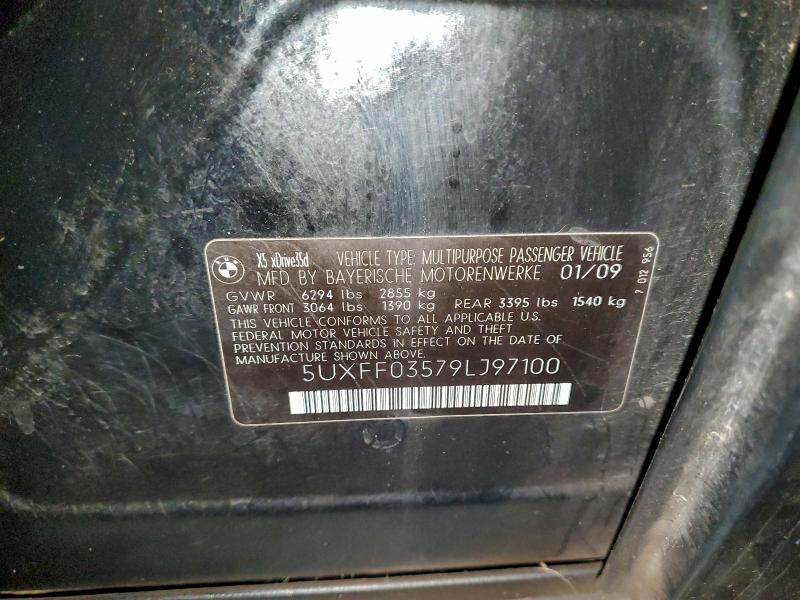 BMW
X5 xDrive35d VEHICLE TYPE: MULTIPURPOSE PASSENGER VEHICLE
MFD BY BAYERISCHE MOTORENWERKE 01/09
GVWR 6294 lbs 2855 kg
GAWR FRONT 3064 lbs 1390 kg REAR 3395 lbs 1540 kg
THIS VEHICLE CONFORMS TO ALL APPLICABLE U.S.
FEDERAL MOTOR VEHICLE SAFETY AND THEFT
PREVENTION STANDARDS IN EFFECT ON THE DATE OF
MANUFACTURE SHOWN ABOVE.
5UXFF03579LJ97100
7 012 956